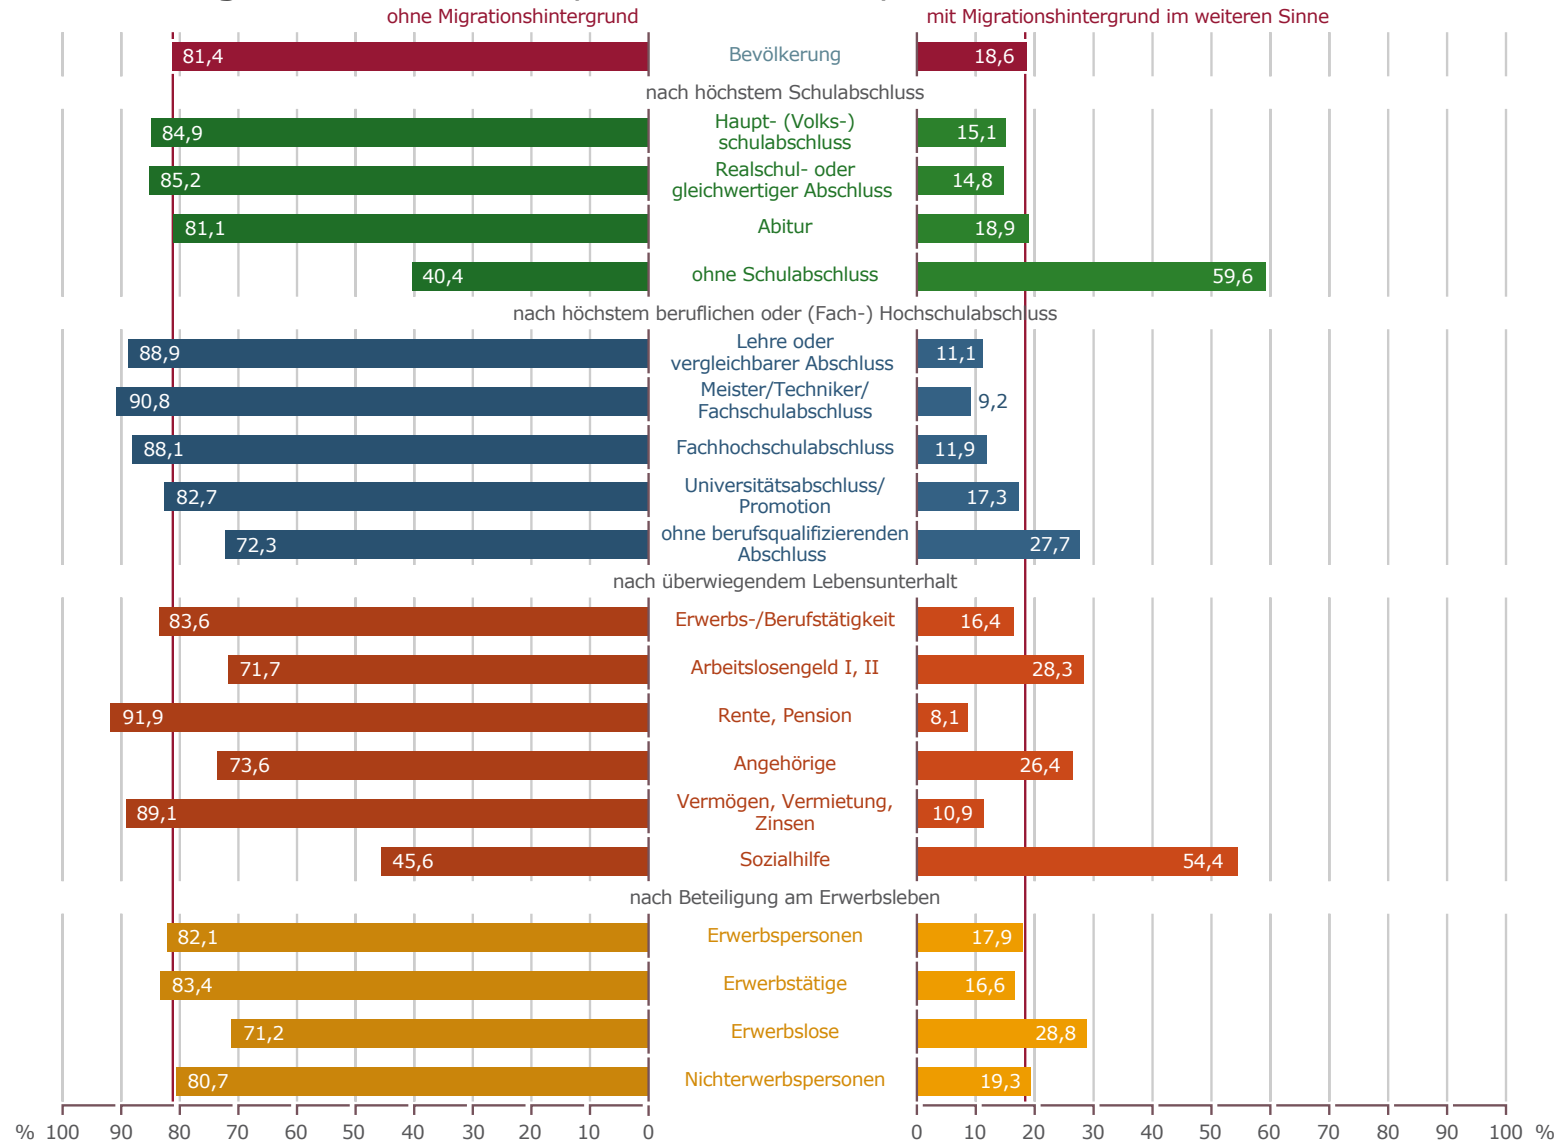 ohne Migrationshintergrund mit Migrationshintergrund im weiteren Sinne
81,4 Bevölkerung 18,6
nach höchstem Schulabschluss
84,9 Haupt- (Volks-) 15,1
schulabschluss
85,2 Realschul- oder 14,8
gleichwertiger Abschluss
81,1 Abitur 18,9
40,4 ohne Schulabschluss 59,6
nach höchstem beruflichen oder (Fach-) Hochschulabschluss
88,9 Lehre oder 11,1
vergleichbarer Abschluss
90,8 Meister/Techniker/ 9,2
Fachschulabschluss
88,1 Fachhochschulabschluss 11,9
82,7 Universitätsabschluss/ 17,3
Promotion
72,3 ohne berufsqualifizierenden 27,7
Abschluss
nach überwiegendem Lebensunterhalt
83,6 Erwerbs-/Berufstätigkeit 16,4
71,7 Arbeitslosengeld I, II 28,3
91,9 Rente, Pension 8,1
73,6 Angehörige 26,4
89,1 Vermögen, Vermietung, 10,9
Zinsen
45,6 Sozialhilfe 54,4
nach Beteiligung am Erwerbsleben
82,1 Erwerbspersonen 17,9
83,4 Erwerbstätige 16,6
71,2 Erwerbslose 28,8
80,7 Nichterwerbspersonen 19,3
% 100 90 80 70 60 50 40 30 20 10 0 0 10 20 30 40 50 60 70 80 90 100 %